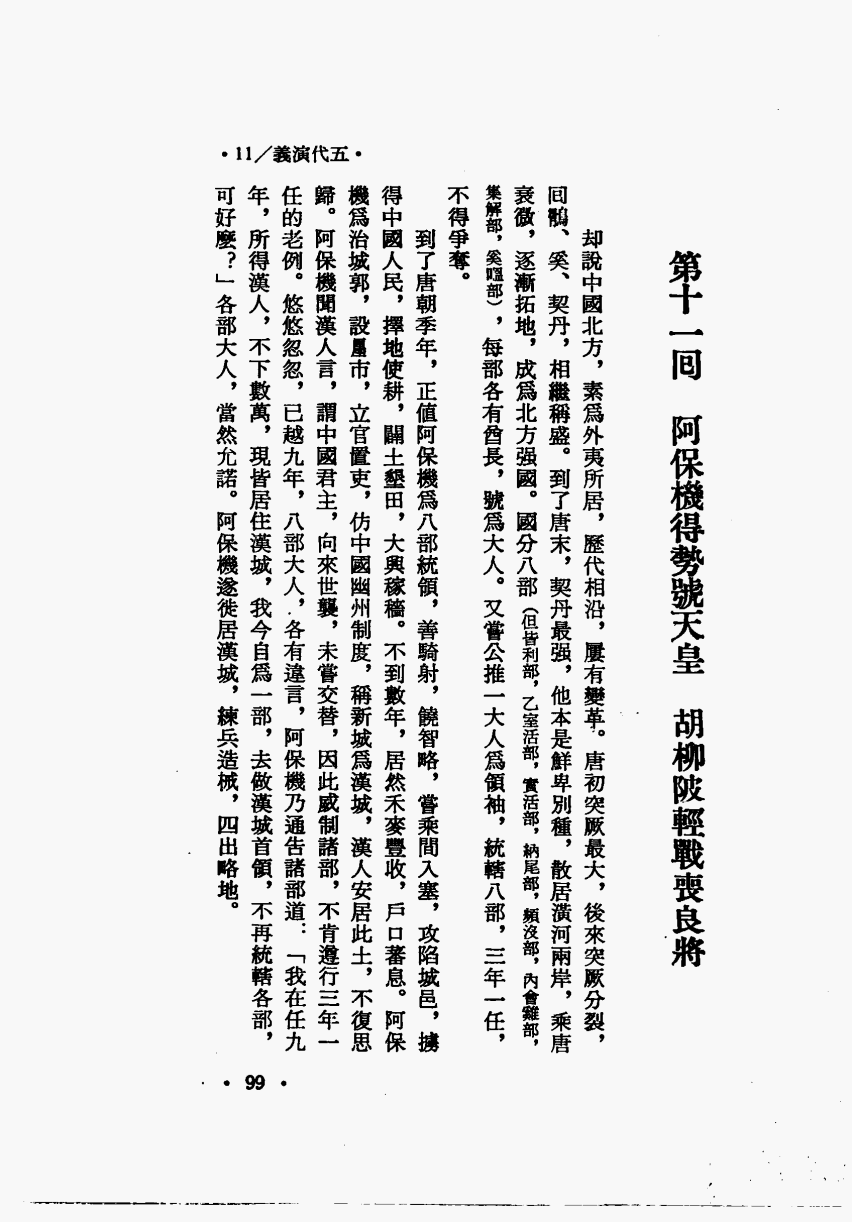 •11／義演代五•
第十一回　阿保機得勢號天皇　胡柳陂輕戰喪良將
却說中國北方，素爲外夷所居，歷代相沿，屢有變革。唐初突厥最大，後來突厥分裂，
回鶻、奚、契丹，相繼稱盛。到了唐末，契丹最强，他本是鮮卑別種，散居潢河兩岸，乘唐
衰微，逐漸拓地，成爲北方强國。國分八部（但皆利部，乙室活部，實活部，納尾部，頻沒部，內會雞部，
集解部，奚嗢部），每部各有酋長，號爲大人。又嘗公推一大人爲領袖，統轄八部，三年一任，
不得爭奪。
到了唐朝季年，正值阿保機爲八部統領，善騎射，饒智略，嘗乘間入塞，攻陷城邑，擄
得中國人民，擇地使耕，闢土墾田，大興稼穡。不到數年，居然禾麥豐收，戶口蕃息。阿保
機爲治城郭，設廛市，立官置吏，仿中國幽州制度，稱新城爲漢城，漢人安居此土，不復思
歸。阿保機聞漢人言，謂中國君主，向來世襲，未嘗交替，因此威制諸部，不肯遵行三年一
任的老例。悠悠忽忽，已越九年，八部大人，各有違言，阿保機乃通告諸部道：「我在任九
年，所得漢人，不下數萬，現皆居住漢城，我今自爲一部，去做漢城首領，不再統轄各部，
可好麼？」各部大人，當然允諾。阿保機遂徙居漢城，練兵造械，四出略地。
• 99 •